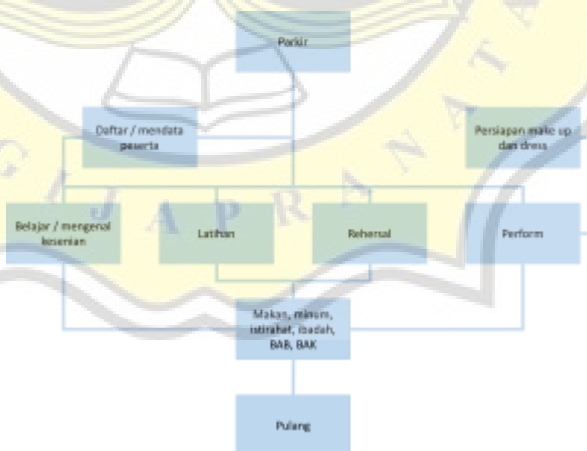 Parkir
Daftar / mendata
peserta
Persiapan make up
dan dress
Belajar / mengenal
kesenian
Latihan
Rehersal
Perform
Makan, minum,
istirahat, ibadah,
BAB, BAK
Pulang
G I J A P R A N A T A